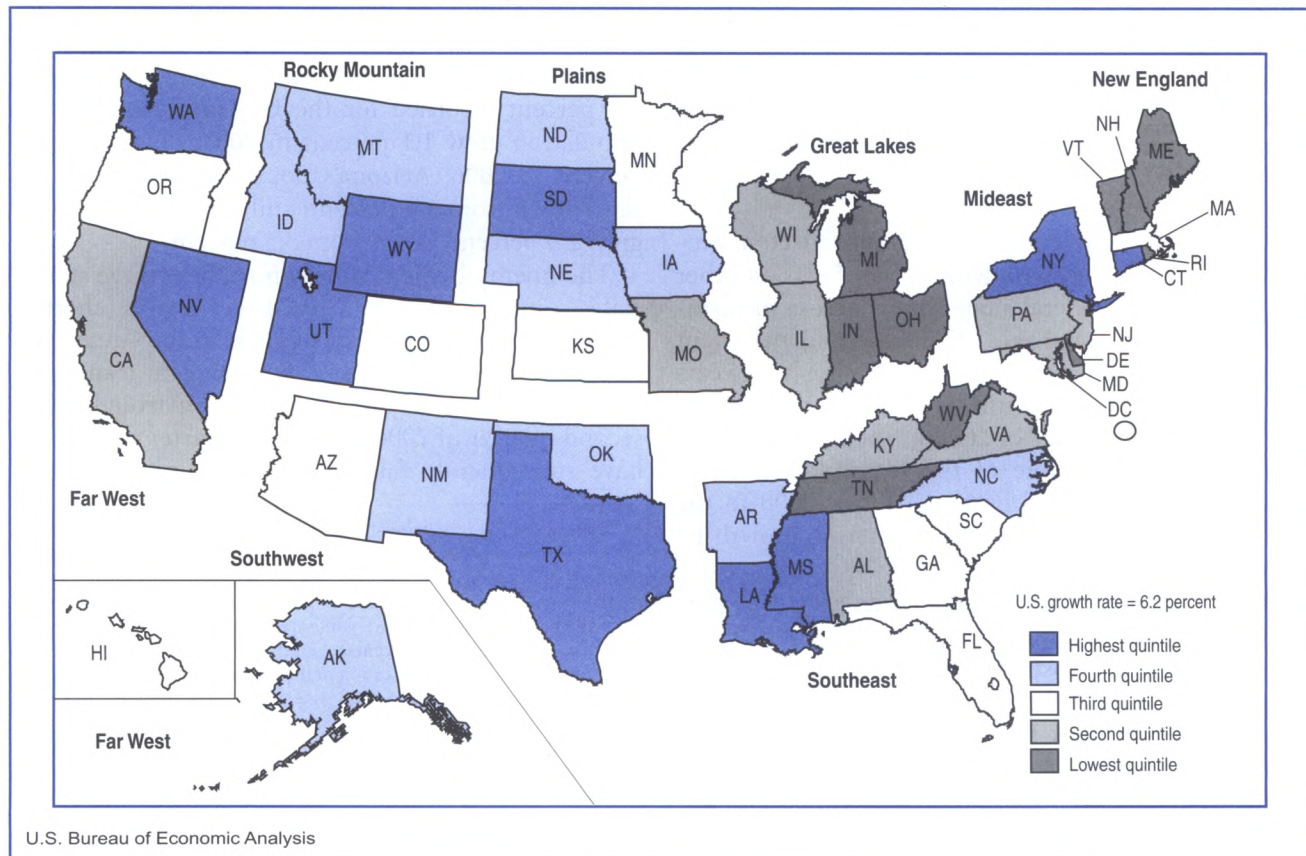 Rocky Mountain
Plains
New England
Great Lakes
Mideast
WA
OR
CA
NV
ID
MT
WY
UT
CO
ND
SD
NE
KS
MN
IA
MO
WI
MI
IL
IN
OH
NY
PA
VT
NH
ME
MA
RI
CT
NJ
DE
MD
DC
Far West
AZ
NM
OK
TX
Southwest
AR
LA
MS
AL
TN
KY
WV
VA
NC
SC
GA
FL
Southeast
HI
AK
Far West
U.S. growth rate = 6.2 percent
Highest quintile
Fourth quintile
Third quintile
Second quintile
Lowest quintile
U.S. Bureau of Economic Analysis